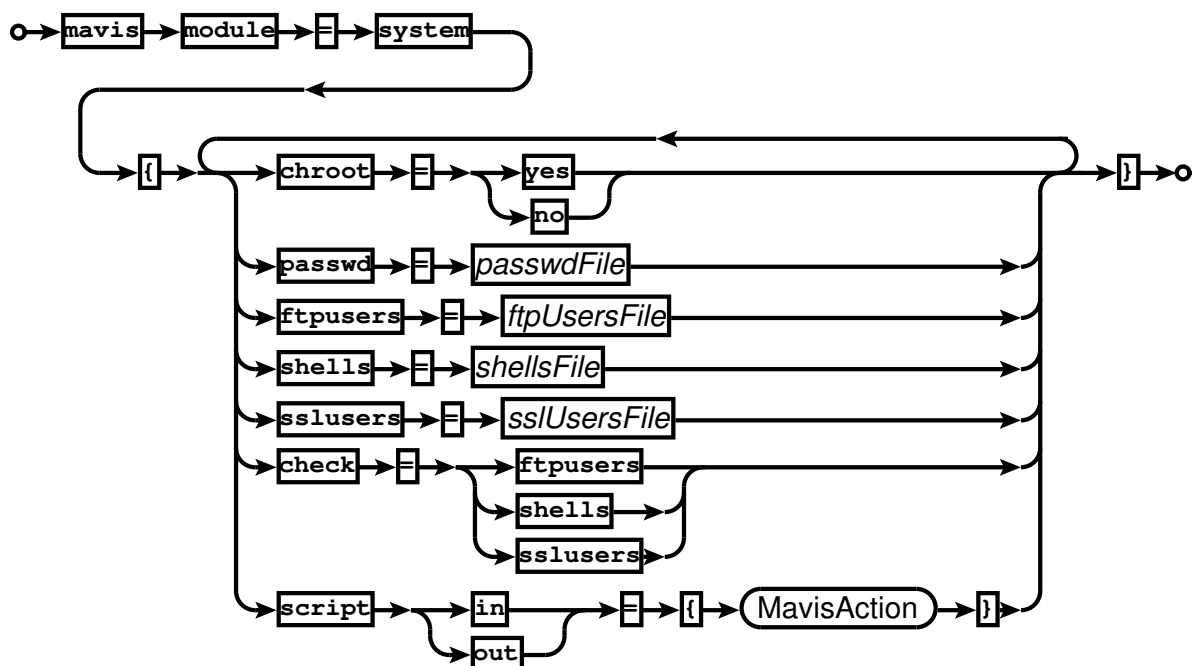 mavis module = system
{ chroot = yes }
no
passwd = passwdFile
ftpusers = ftpUsersFile
shells = shellsFile
sslusers = sslUsersFile
check = ftpusers
shells
sslusers
script in = { MavisAction }
out